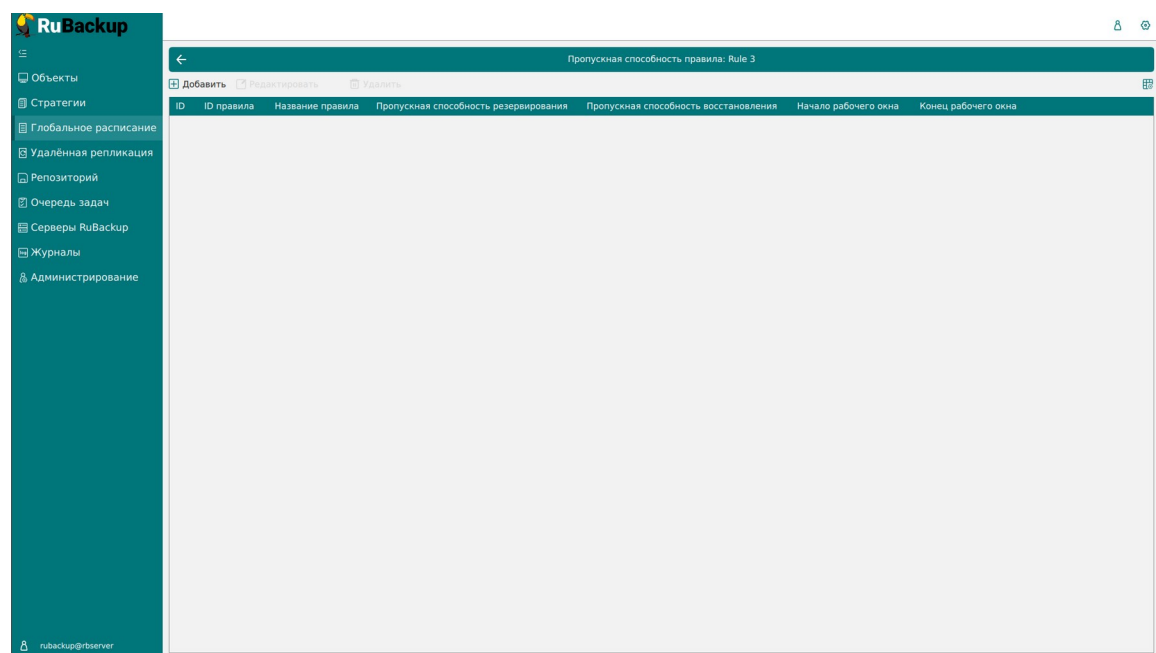 RuBackup
Пропускная способность правила: Rule 3
Объекты
Стратегии
Глобальное расписание
Удалённая репликация
Репозиторий
Очередь задач
Серверы RuBackup
Журналы
Администрирование
Добавить Редактировать Удалить
ID ID правила Название правила Пропускная способность резервирования Пропускная способность восстановления Начало рабочего окна Конец рабочего окна
rubackup@rbserver